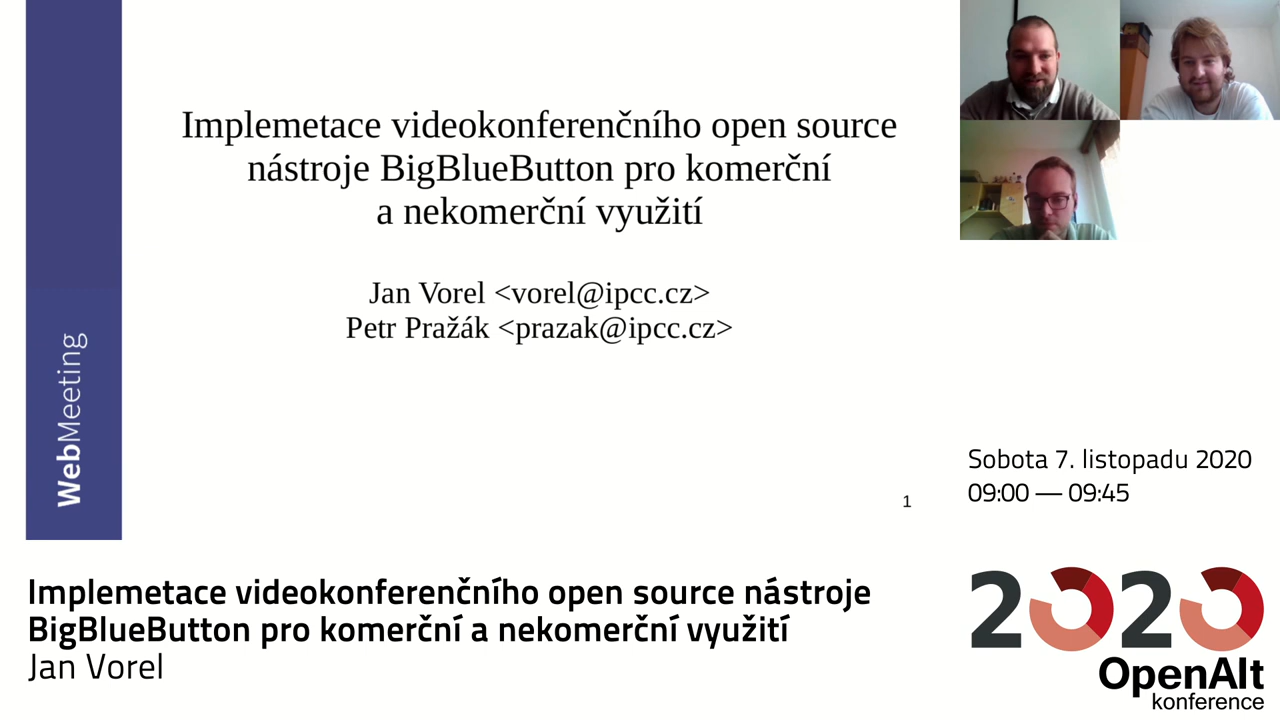 WebMeeting
Implemetace videokonferenčního open source
nástroje BigBlueButton pro komerční
a nekomerční využití
Jan Vorel <vorel@ipcc.cz>
Petr Pražák <prazak@ipcc.cz>
1
Sobota 7. listopadu 2020
09:00 — 09:45
Implemetace videokonferenčního open source nástroje
BigBlueButton pro komerční a nekomerční využití
Jan Vorel
2020
OpenAlt
konference